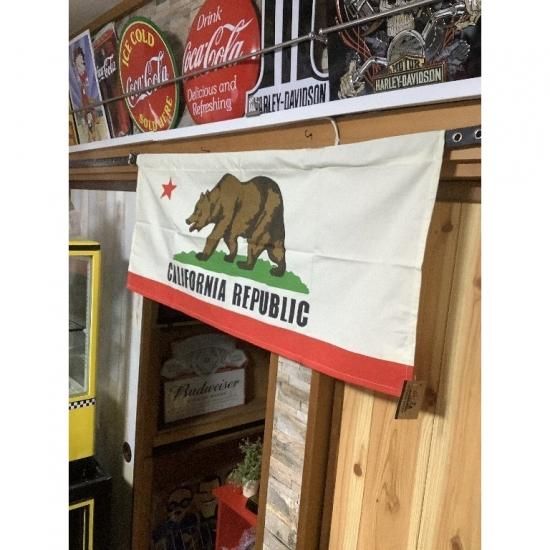 Coca-Cola
ICE COLD
Coca-Cola
SOLD HERE
Drink
Coca-Cola
Delicious and
Refreshing
HARLEY-DAVIDSON
MOTOR
HARLEY-DAVIDSON
CALIFORNIA REPUBLIC
Budweiser